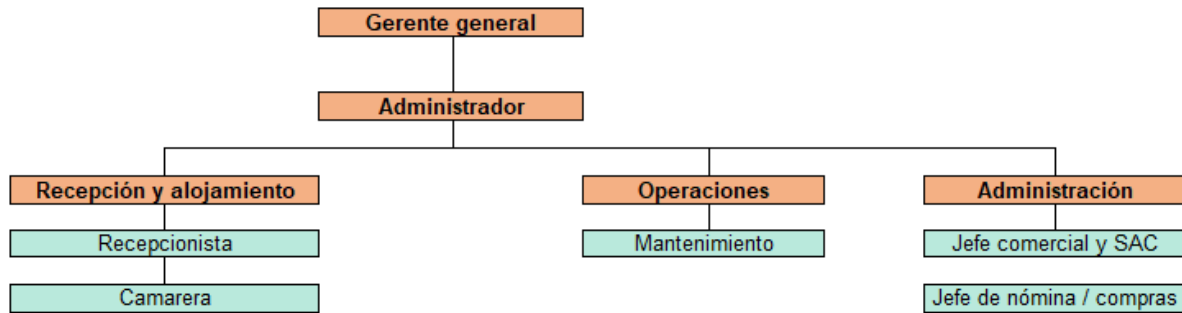 Gerente general
Administrador
Recepción y alojamiento
Operaciones
Administración
Recepcionista
Mantenimiento
Jefe comercial y SAC
Camarera
Jefe de nómina / compras